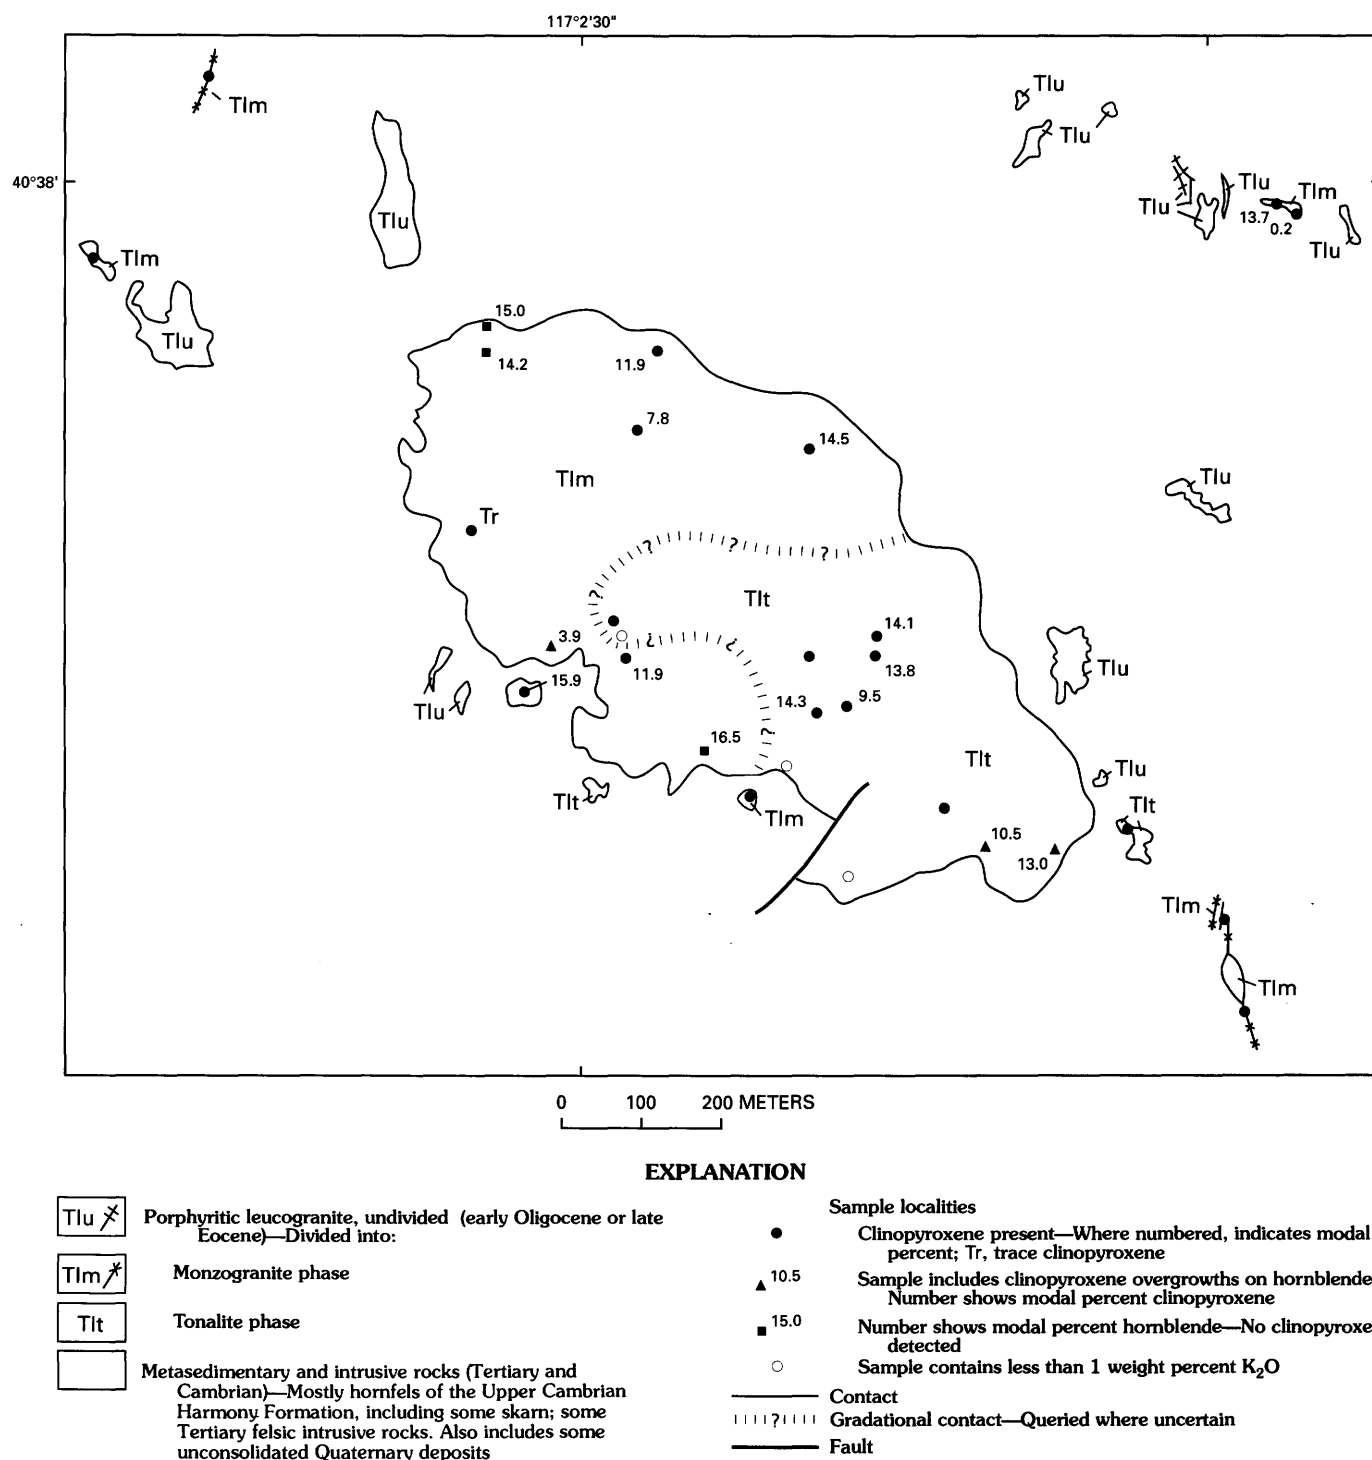 117°2'30"
Tlu
Tlm
Tlu
40°38'
Tlu
Tlm
Tlu
Tlu
13.7
0.2
Tlu
Tlm
Tlu
15.0
14.2
11.9
7.8
14.5
Tlm
Tlu
Tr
? ? ?
Tlt
?
14.1
3.9
? ?
11.9
13.8
Tlu
15.9
14.3
9.5
Tlu
16.5
?
Tlt
Tlu
Tlt
Tlt
Tlm
10.5
13.0
Tlm
Tlm
0 100 200 METERS
EXPLANATION
Tlu
Porphyritic leucogranite, undivided (early Oligocene or late
Eocene)—Divided into:
Tlm
Monzogranite phase
Tlt
Tonalite phase
Metasedimentary and intrusive rocks (Tertiary and
Cambrian)—Mostly hornfels of the Upper Cambrian
Harmony Formation, including some skarn; some
Tertiary felsic intrusive rocks. Also includes some
unconsolidated Quaternary deposits
Sample localities
Clinopyroxene present—Where numbered, indicates modal
percent; Tr, trace clinopyroxene
10.5
Sample includes clinopyroxene overgrowths on hornblende
Number shows modal percent clinopyroxene
15.0
Number shows modal percent hornblende—No clinopyroxe
detected
Sample contains less than 1 weight percent K₂O
Contact
? Gradational contact—Queried where uncertain
Fault